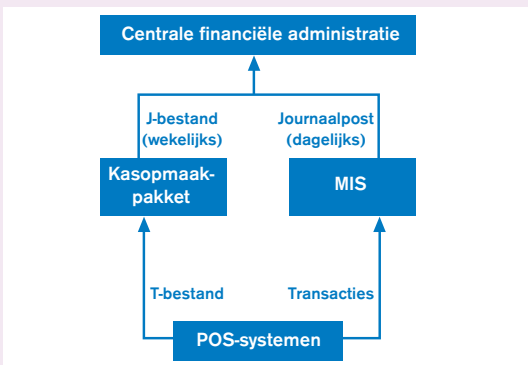 Centrale financiële administratie
J-bestand
(wekelijks)
Journaalpost
(dagelijks)
Kasopmaak-
pakket
MIS
T-bestand
Transacties
POS-systemen